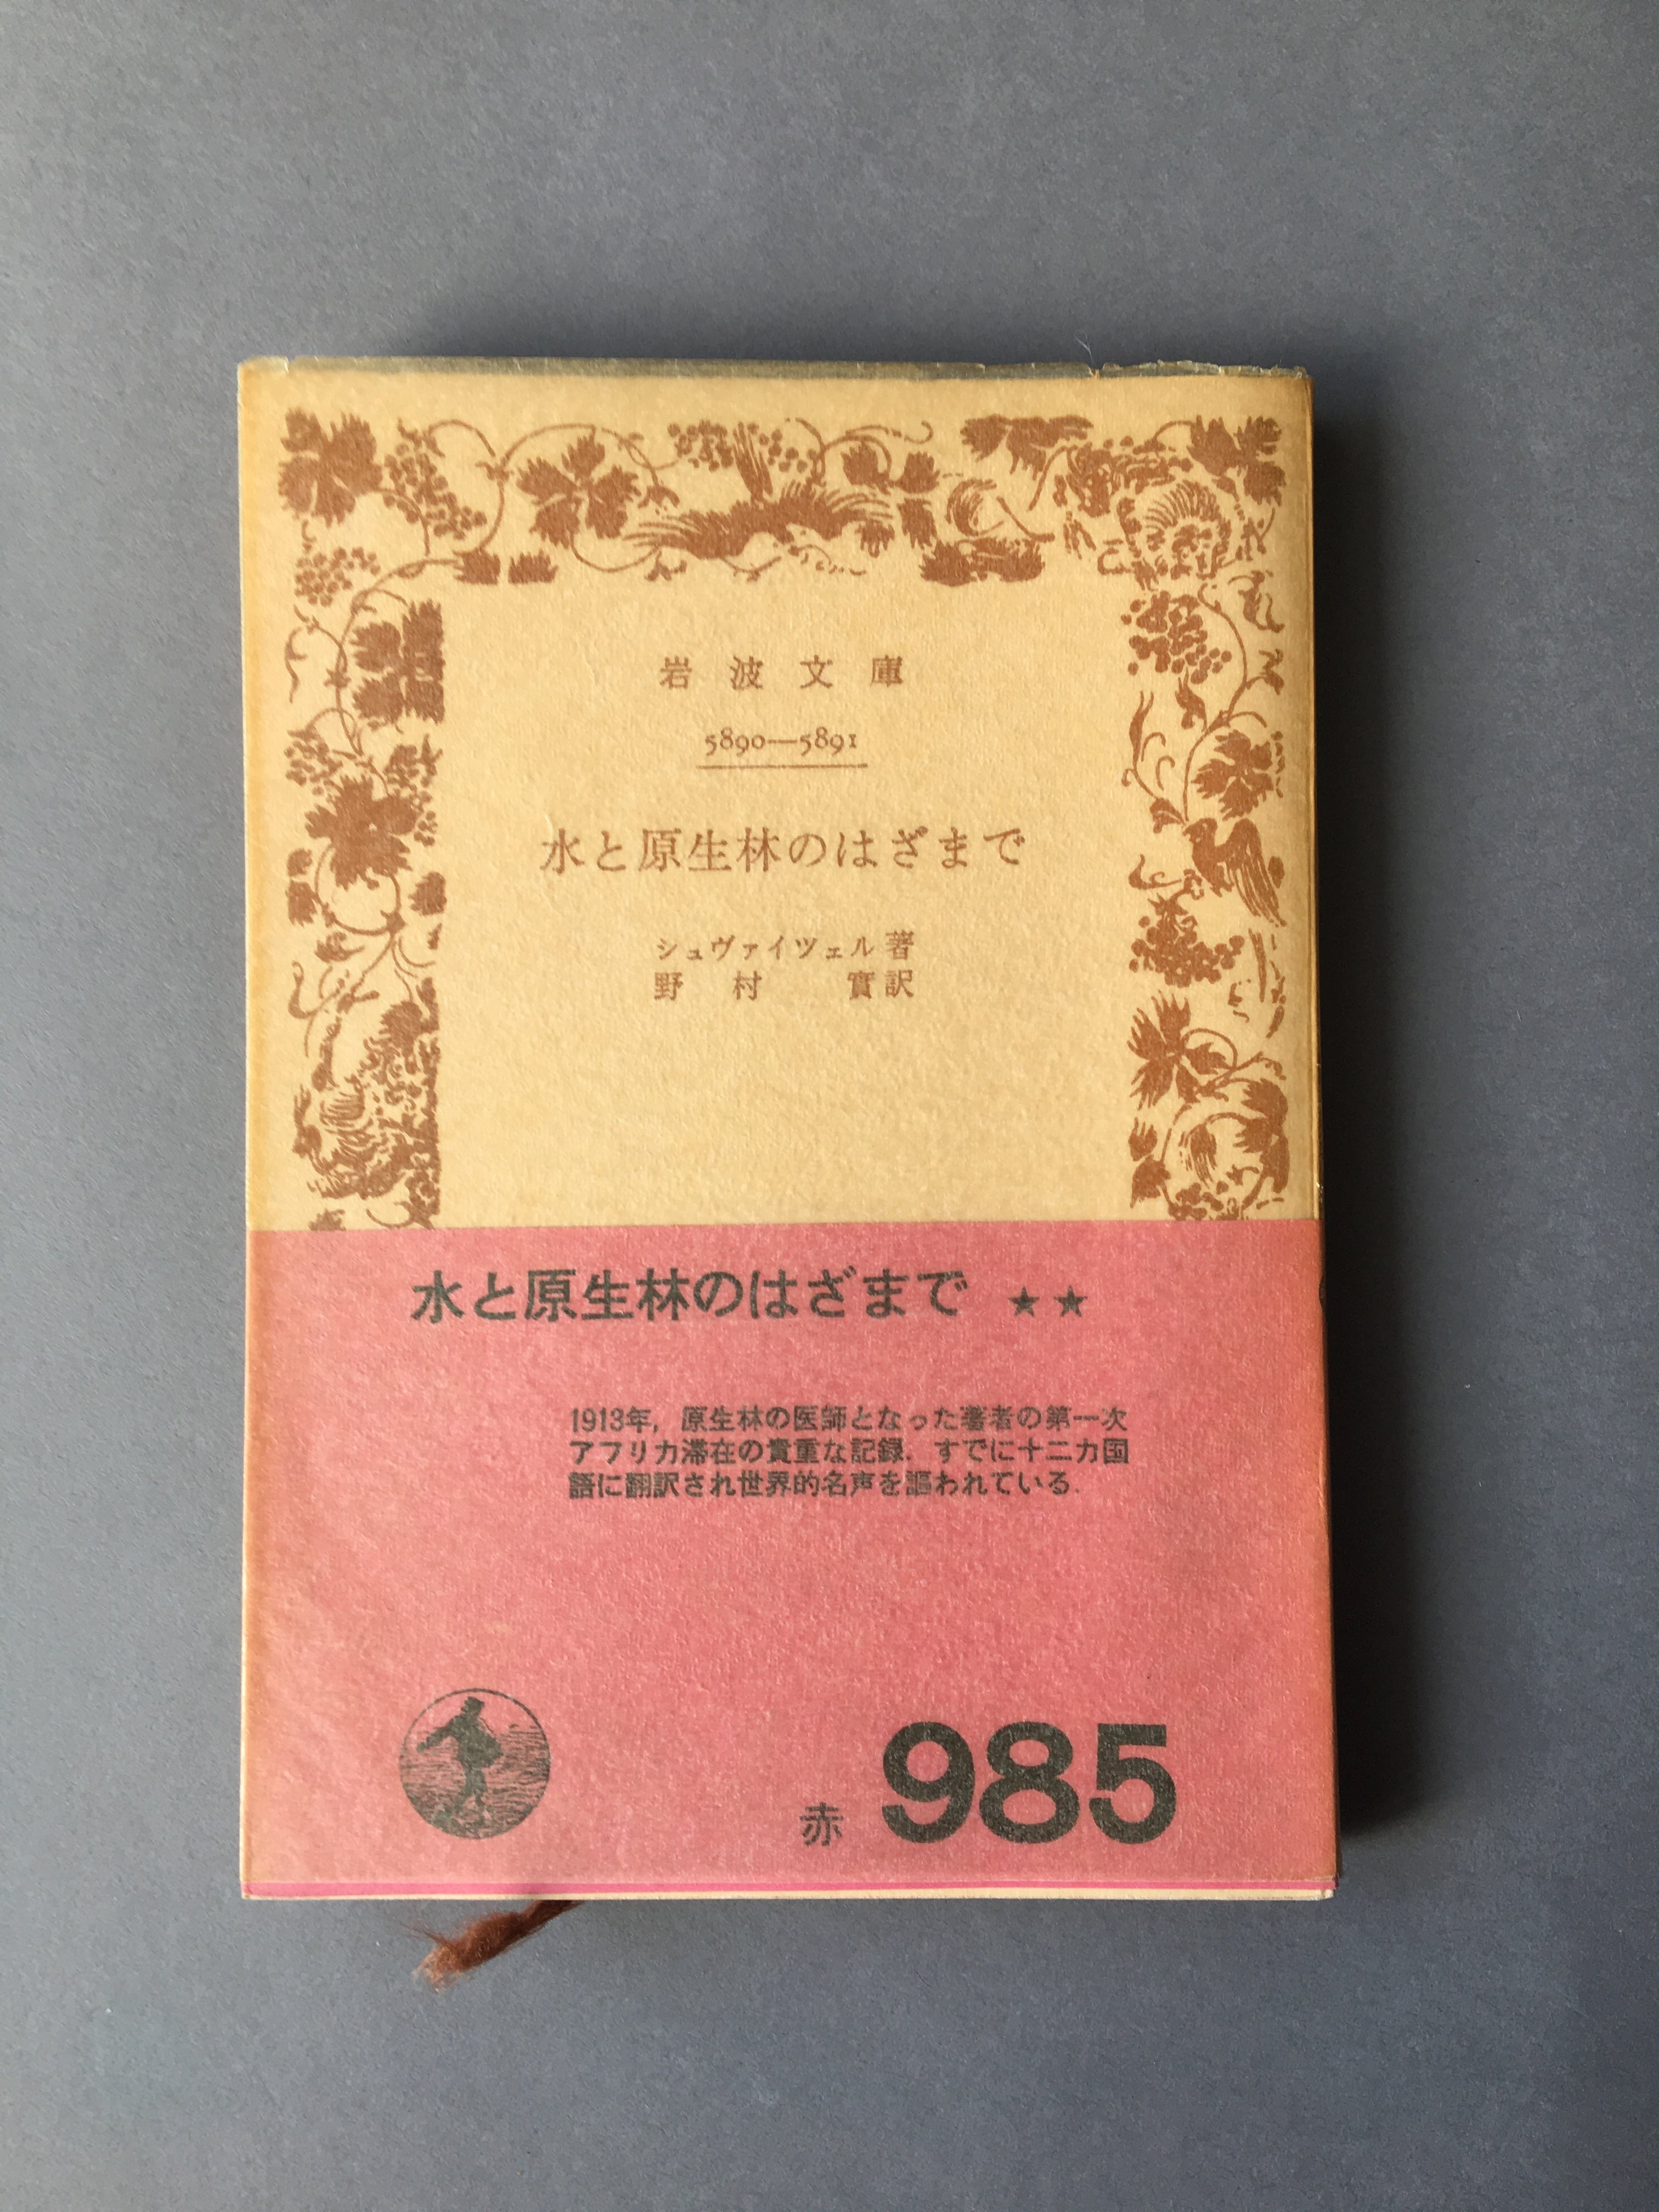 岩波文庫
5890—5891
水と原生林のはざまで
シュヴァイツェル著
野村實訳
水と原生林のはざまで ★★
1913年，原生林の医師となった著者の第一次
アフリカ滞在の貴重な記録．すでに十二カ国
語に翻訳され世界的名声を謳われている．
赤 985